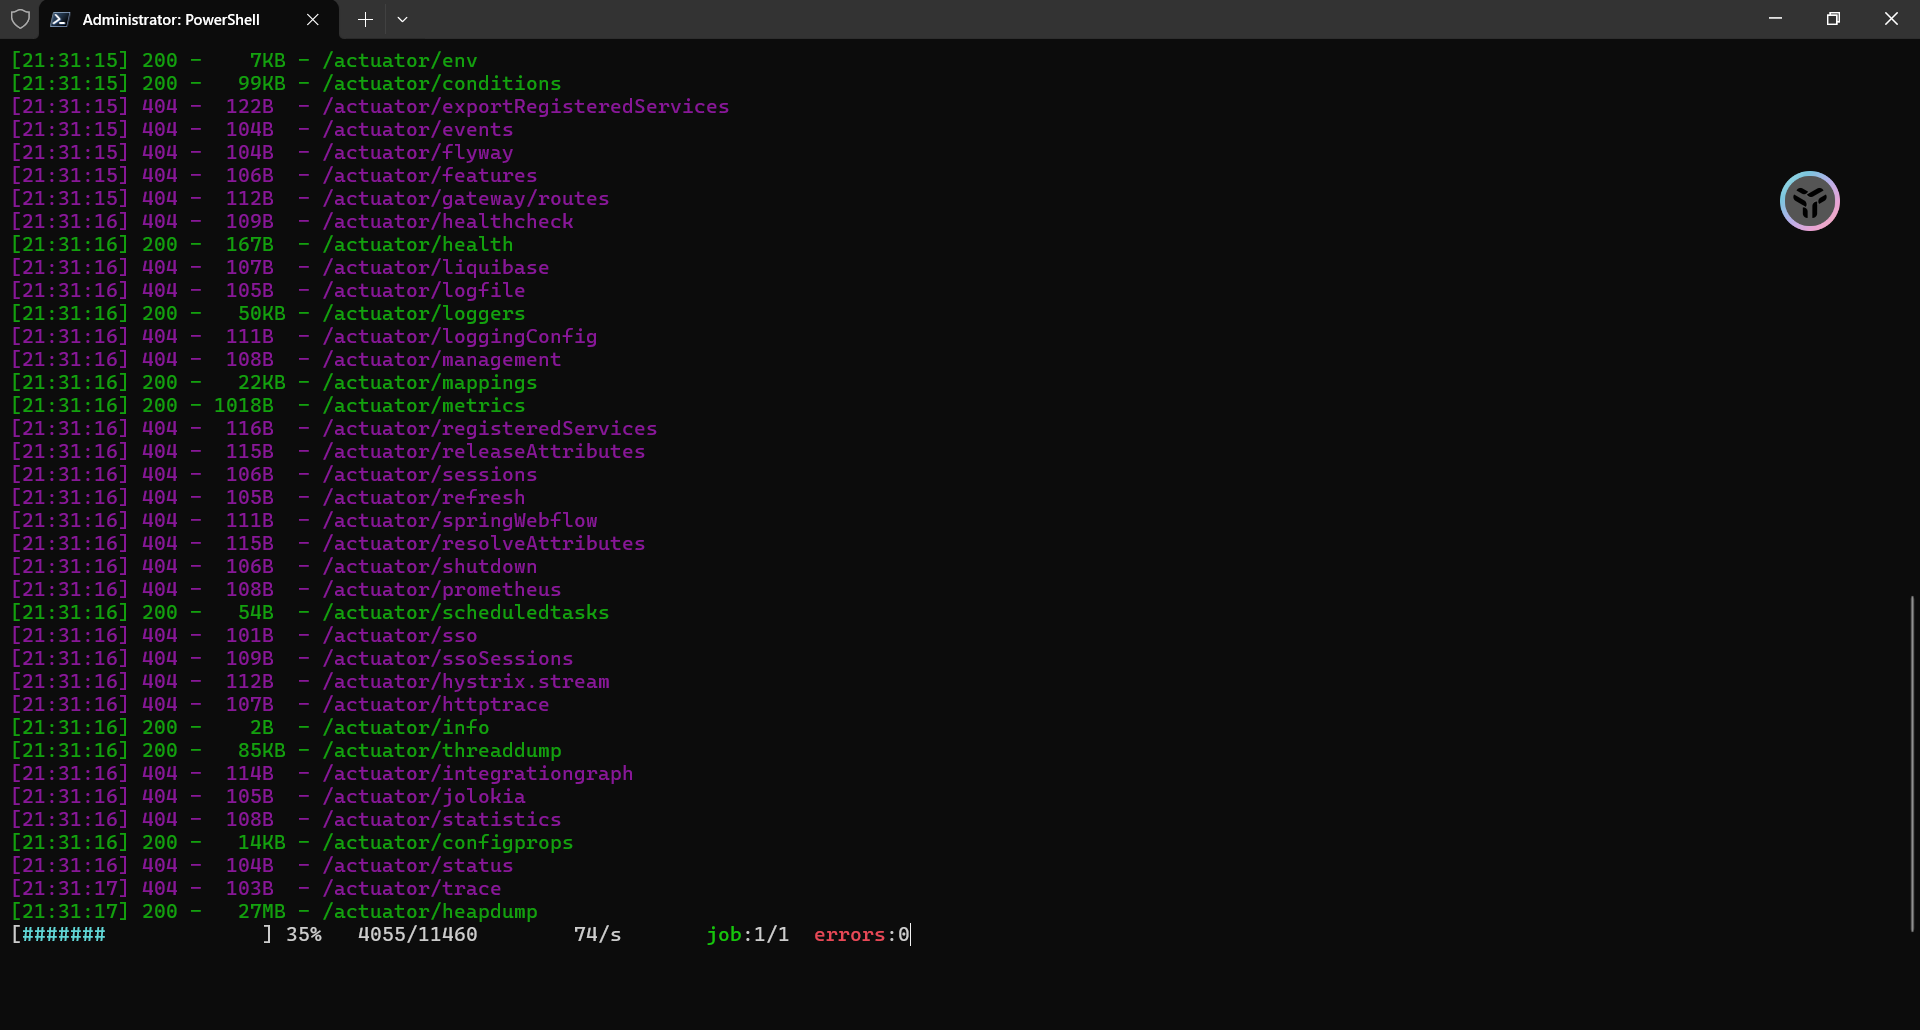 Administrator: PowerShell
[21:31:15] 200 -    7KB - /actuator/env
[21:31:15] 200 -   99KB - /actuator/conditions
[21:31:15] 404 -  122B  - /actuator/exportRegisteredServices
[21:31:15] 404 -  104B  - /actuator/events
[21:31:15] 404 -  104B  - /actuator/flyway
[21:31:15] 404 -  106B  - /actuator/features
[21:31:15] 404 -  112B  - /actuator/gateway/routes
[21:31:16] 404 -  109B  - /actuator/healthcheck
[21:31:16] 200 -  167B  - /actuator/health
[21:31:16] 404 -  107B  - /actuator/liquibase
[21:31:16] 404 -  105B  - /actuator/logfile
[21:31:16] 200 -   50KB - /actuator/loggers
[21:31:16] 404 -  111B  - /actuator/loggingConfig
[21:31:16] 404 -  108B  - /actuator/management
[21:31:16] 200 -   22KB - /actuator/mappings
[21:31:16] 200 - 1018B  - /actuator/metrics
[21:31:16] 404 -  116B  - /actuator/registeredServices
[21:31:16] 404 -  115B  - /actuator/releaseAttributes
[21:31:16] 404 -  106B  - /actuator/sessions
[21:31:16] 404 -  105B  - /actuator/refresh
[21:31:16] 404 -  111B  - /actuator/springWebflow
[21:31:16] 404 -  115B  - /actuator/resolveAttributes
[21:31:16] 404 -  106B  - /actuator/shutdown
[21:31:16] 404 -  108B  - /actuator/prometheus
[21:31:16] 200 -   54B  - /actuator/scheduledtasks
[21:31:16] 404 -  101B  - /actuator/sso
[21:31:16] 404 -  109B  - /actuator/ssoSessions
[21:31:16] 404 -  112B  - /actuator/hystrix.stream
[21:31:16] 404 -  107B  - /actuator/httptrace
[21:31:16] 200 -    2B  - /actuator/info
[21:31:16] 200 -   85KB - /actuator/threaddump
[21:31:16] 404 -  114B  - /actuator/integrationgraph
[21:31:16] 404 -  105B  - /actuator/jolokia
[21:31:16] 404 -  108B  - /actuator/statistics
[21:31:16] 200 -   14KB - /actuator/configprops
[21:31:16] 404 -  104B  - /actuator/status
[21:31:17] 404 -  103B  - /actuator/trace
[21:31:17] 200 -   27MB - /actuator/heapdump
[#######             ] 35%   4055/11460        74/s       job:1/1  errors:0